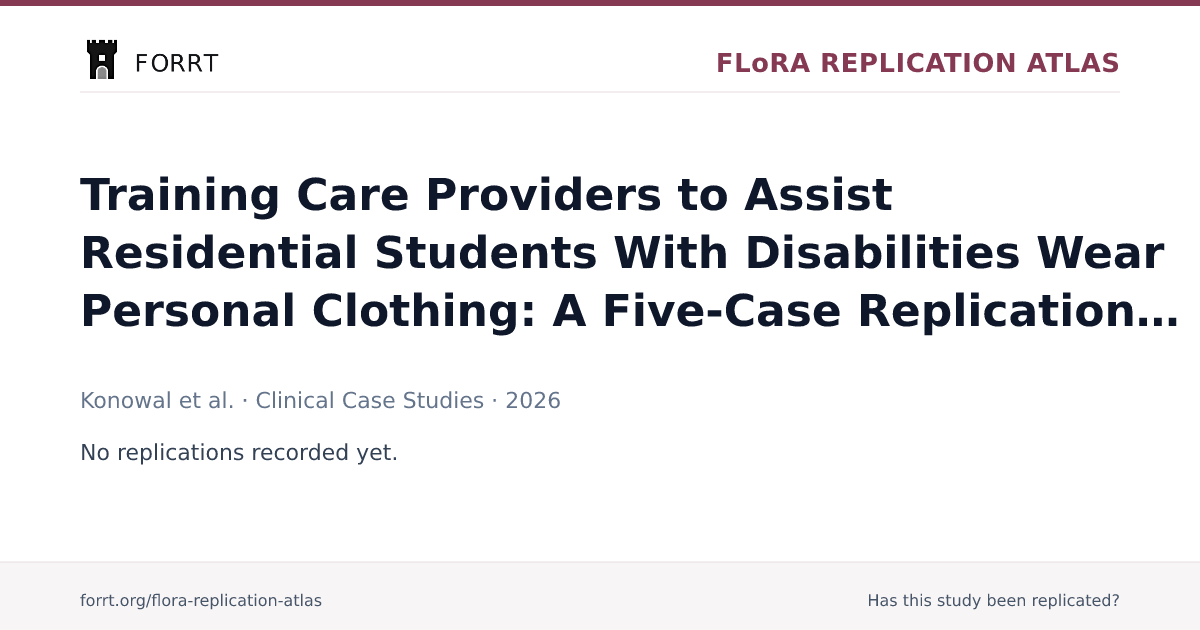 FORRT
FLoRA REPLICATION ATLAS
Training Care Providers to Assist
Residential Students With Disabilities Wear
Personal Clothing: A Five-Case Replication…
Konowal et al. · Clinical Case Studies · 2026
No replications recorded yet.
forrt.org/flora-replication-atlas
Has this study been replicated?